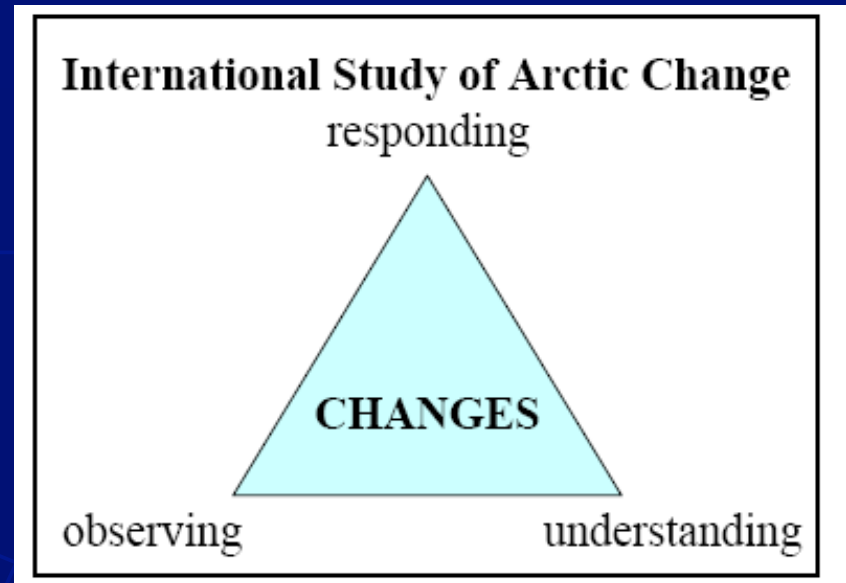 International Study of Arctic Change
responding
CHANGES
observing
understanding